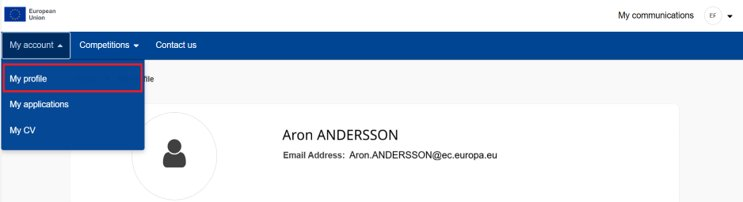 European
Union
My communications
EF
My account
Competitions
Contact us
My profile
file
My applications
My CV
Aron ANDERSSON
Email Address: Aron.ANDERSSON@ec.europa.eu